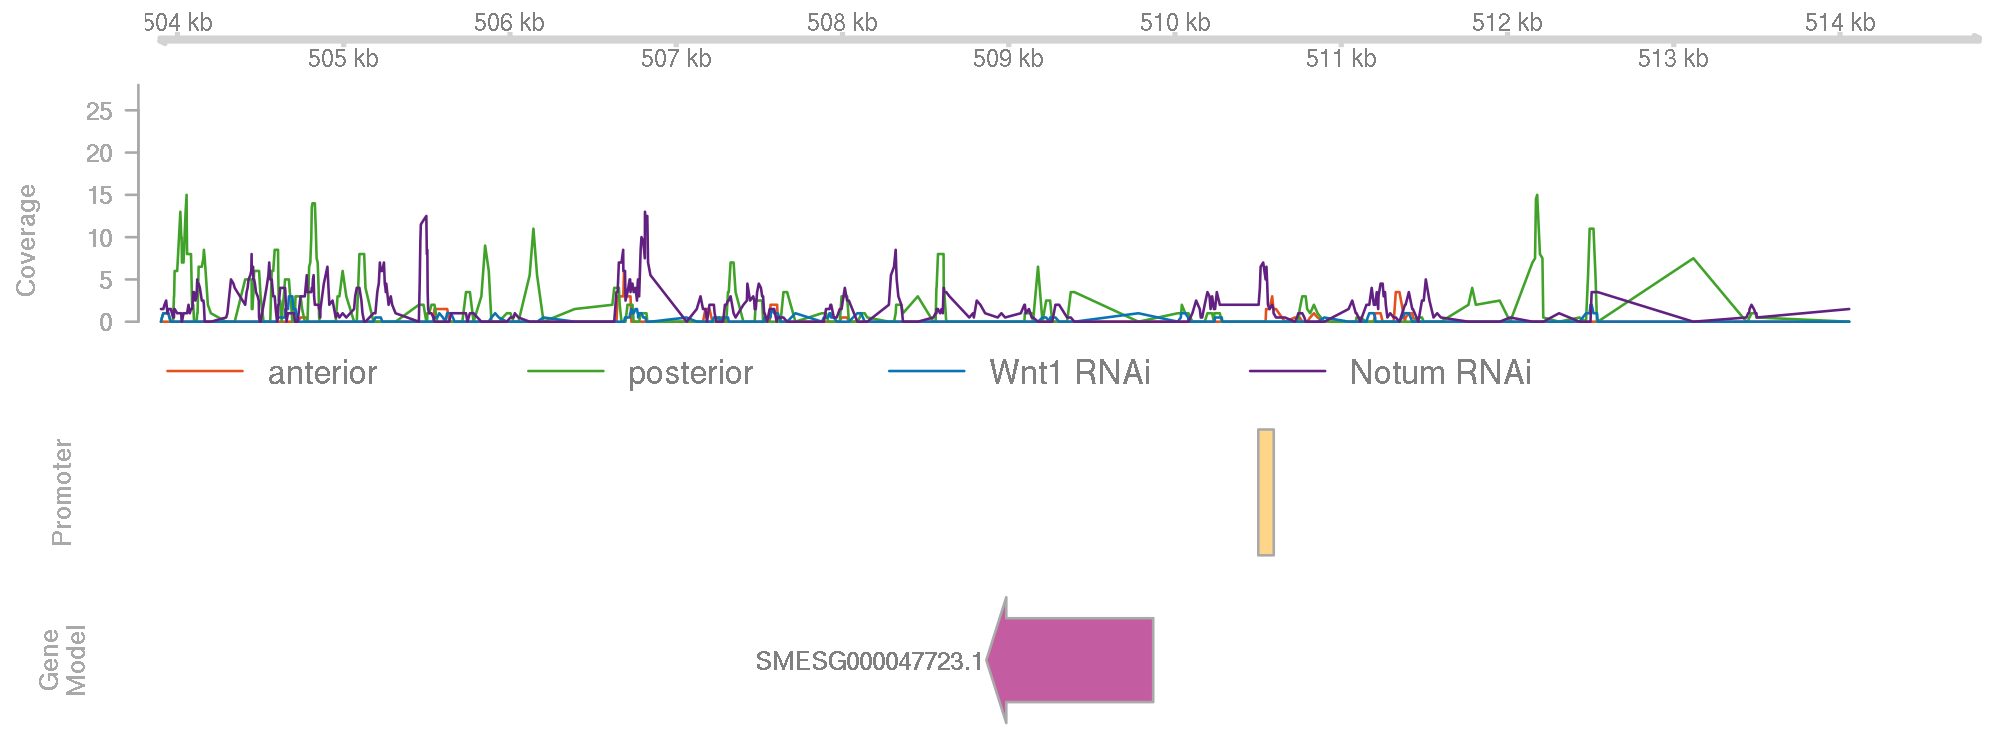 504 kb 506 kb 508 kb 510 kb 512 kb 514 kb
505 kb 507 kb 509 kb 511 kb 513 kb
Coverage
25
20
15
10
5
0
anterior posterior Wnt1 RNAi Notum RNAi
Promoter
Gene
Model
SMESG000047723.1